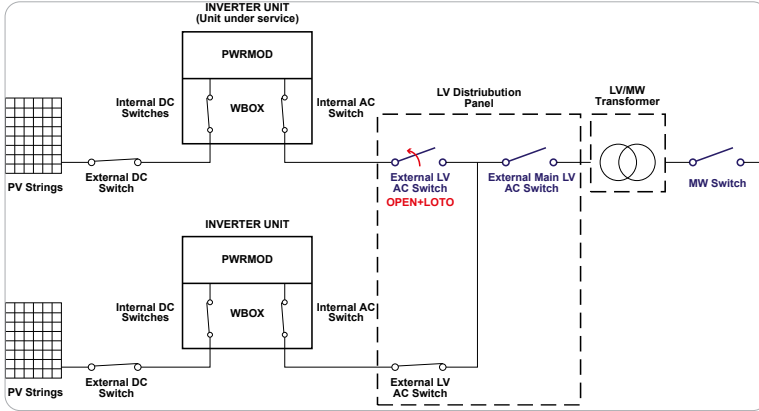 INVERTER UNIT
(Unit under service)
PWRMOD
Internal DC
Switches
WBOX
Internal AC
Switch
LV Distriubution
Panel
LV/MW
Transformer
PV Strings
External DC
Switch
External LV
AC Switch
OPEN+LOTO
External Main LV
AC Switch
MW Switch
INVERTER UNIT
PWRMOD
Internal DC
Switches
WBOX
Internal AC
Switch
PV Strings
External DC
Switch
External LV
AC Switch